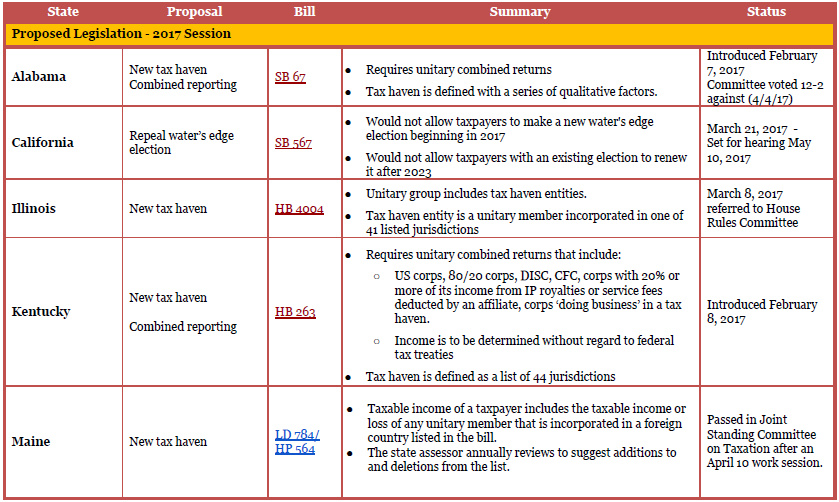 State Proposal Bill Summary Status
Proposed Legislation - 2017 Session
Alabama
New tax haven
Combined reporting
SB 67
● Requires unitary combined returns
● Tax haven is defined with a series of qualitative factors.
Introduced February
7, 2017
Committee voted 12-2
against (4/4/17)
California
Repeal water's edge
election
SB 567
● Would not allow taxpayers to make a new water's edge
election beginning in 2017
● Would not allow taxpayers with an existing election to renew
it after 2023
March 21, 2017 -
Set for hearing May
10, 2017
Illinois
New tax haven
HB 4004
● Unitary group includes tax haven entities.
● Tax haven entity is a unitary member incorporated in one of
41 listed jurisdictions
March 8, 2017
referred to House
Rules Committee
Kentucky
New tax haven
Combined reporting
HB 263
● Requires unitary combined returns that include:
○ US corps, 80/20 corps, DISC, CFC, corps with 20% or
more of its income from IP royalties or service fees
deducted by an affiliate, corps 'doing business' in a tax
haven.
○ Income is to be determined without regard to federal
tax treaties
● Tax haven is defined as a list of 44 jurisdictions
Introduced February
8, 2017
Maine
New tax haven
LD 784/
HP 564
● Taxable income of a taxpayer includes the taxable income or
loss of any unitary member that is incorporated in a foreign
country listed in the bill.
● The state assessor annually reviews to suggest additions to
and deletions from the list.
Passed in Joint
Standing Committee
on Taxation after an
April 10 work session.